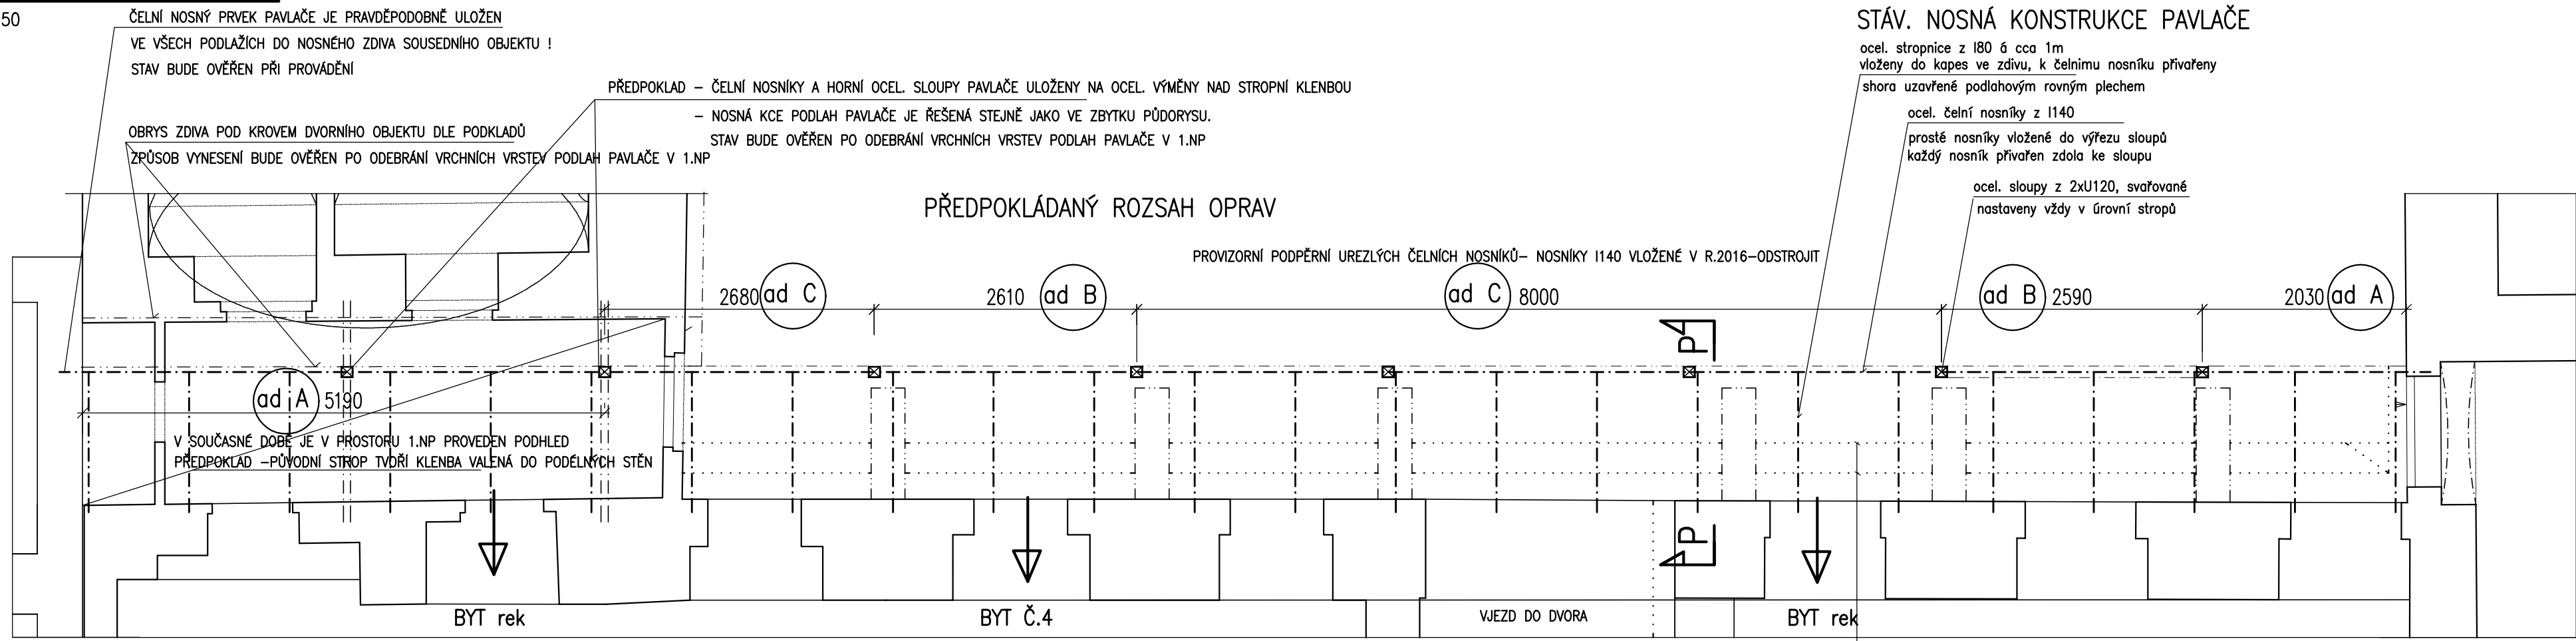 50
ČELNÍ NOSNÝ PRVEK PAVLAČE JE PRAVDĚPODOBNĚ ULOŽEN
VE VŠECH PODLAŽÍCH DO NOSNÉHO ZDIVA SOUSEDNÍHO OBJEKTU !
STAV BUDE OVĚŘEN PŘI PROVÁDĚNÍ
STÁV. NOSNÁ KONSTRUKCE PAVLAČE
ocel. stropnice z I80 á cca 1m
vloženy do kapes ve zdivu, k čelnimu nosníku přivařeny
shora uzavřené podlahovým rovným plechem
PŘEDPOKLAD – ČELNÍ NOSNÍKY A HORNÍ OCEL. SLOUPY PAVLAČE ULOŽENY NA OCEL. VÝMĚNY NAD STROPNÍ KLENBOU
– NOSNÁ KCE PODLAH PAVLAČE JE ŘEŠENÁ STEJNĚ JAKO VE ZBYTKU PŮDORYSU.
STAV BUDE OVĚŘEN PO ODEBRÁNÍ VRCHNÍCH VRSTEV PODLAH PAVLAČE V 1.NP
ocel. čelní nosníky z I140
prosté nosníky vložené do výřezu sloupů
každý nosník přivařen zdola ke sloupu
OBRYS ZDIVA POD KROVEM DVORNÍHO OBJEKTU DLE PODKLADŮ
ZPŮSOB VYNESENÍ BUDE OVĚŘEN PO ODEBRÁNÍ VRCHNÍCH VRSTEV PODLAH PAVLAČE V 1.NP
ocel. sloupy z 2xU120, svařované
nastaveny vždy v úrovní stropů
PŘEDPOKLÁDANÝ ROZSAH OPRAV
PROVIZORNÍ PODPĚRNÍ UREZLÝCH ČELNÍCH NOSNÍKŮ– NOSNÍKY I140 VLOŽENÉ V R.2016–ODSTROJIT
2680 ad C
2610 ad B
ad C 8000
ad B 2590
2030 ad A
P
ad A 5190
V SOUČASNÉ DOBĚ JE V PROSTORU 1.NP PROVEDEN PODHLED
PŘEDPOKLAD –PŮVODNÍ STROP TVOŘÍ KLENBA VALENÁ DO PODÉLNÝCH STĚN
P
BYT rek
BYT Č.4
VJEZD DO DVORA
BYT rek